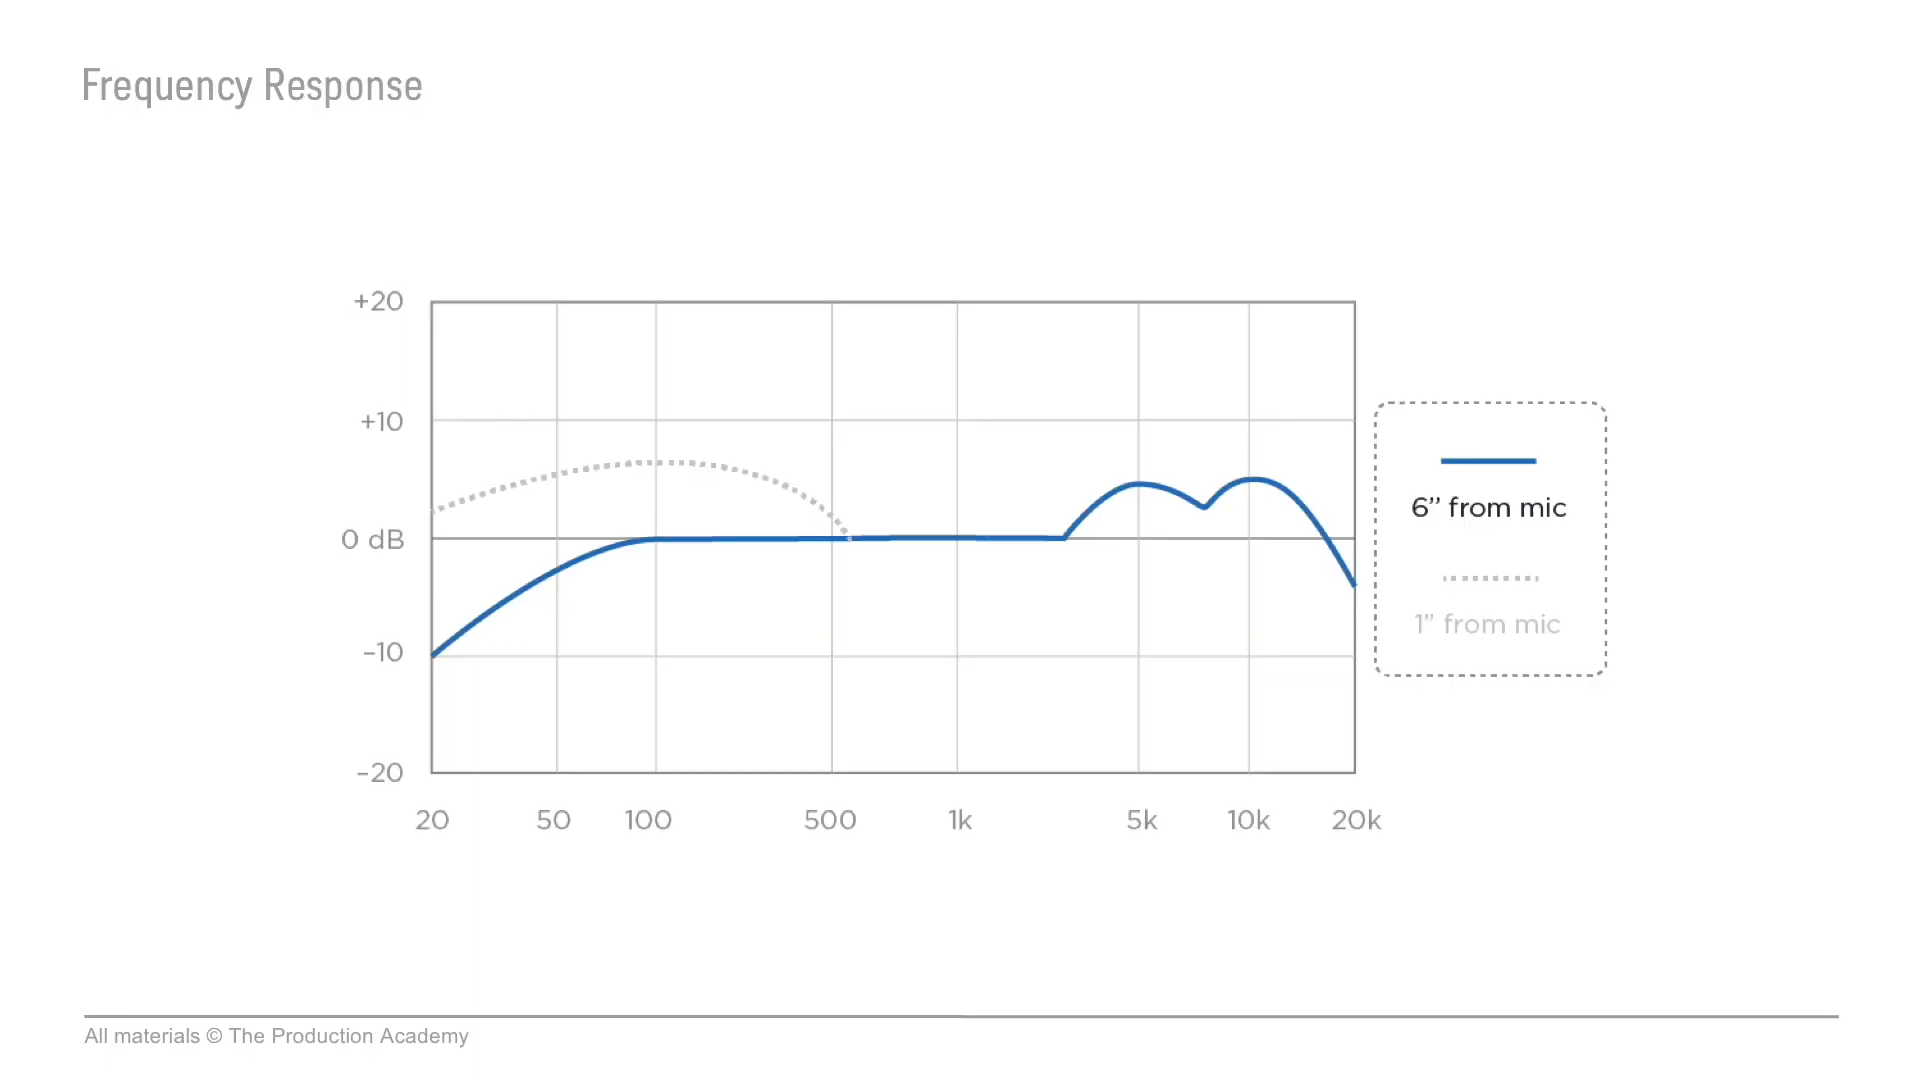 Frequency Response
+20
+10
0 dB
-10
-20
20 50 100 500 1k 5k 10k 20k
6” from mic
1” from mic
All materials © The Production Academy